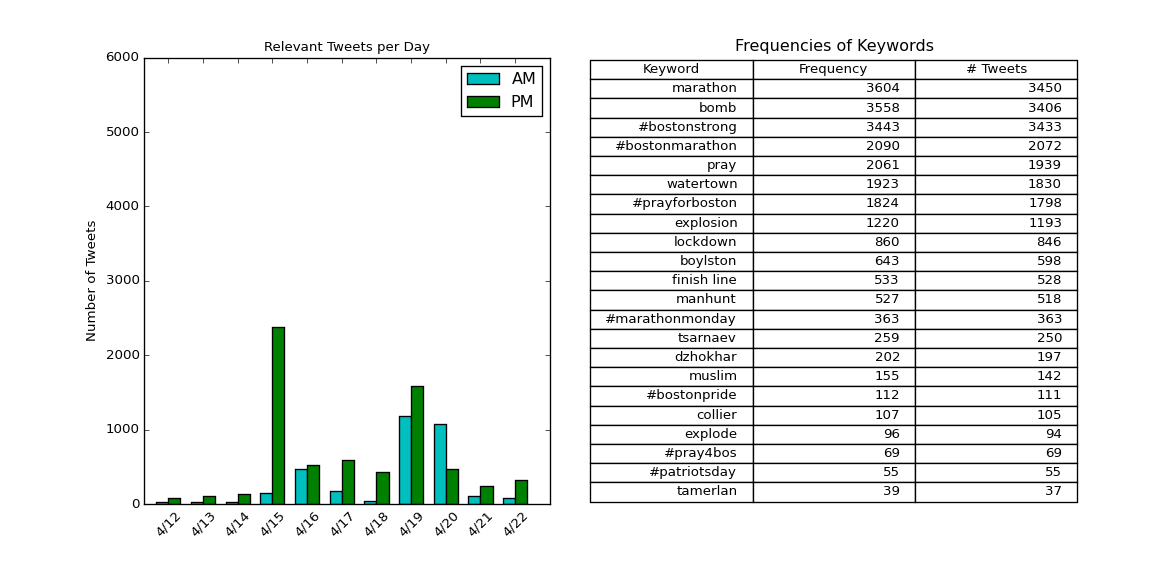 Relevant Tweets per Day
6000
5000
4000
3000
2000
1000
0
Number of Tweets
AM
PM
4/12 4/13 4/14 4/15 4/16 4/17 4/18 4/19 4/20 4/21 4/22
Frequencies of Keywords
Keyword Frequency # Tweets
marathon 3604 3450
bomb 3558 3406
#bostonstrong 3443 3433
#bostonmarathon 2090 2072
pray 2061 1939
watertown 1923 1830
#prayforboston 1824 1798
explosion 1220 1193
lockdown 860 846
boylston 643 598
finish line 533 528
manhunt 527 518
#marathonmonday 363 363
tsarnaev 259 250
dzhokhar 202 197
muslim 155 142
#bostonpride 112 111
collier 107 105
explode 96 94
#pray4bos 69 69
#patriotsday 55 55
tamerlan 39 37